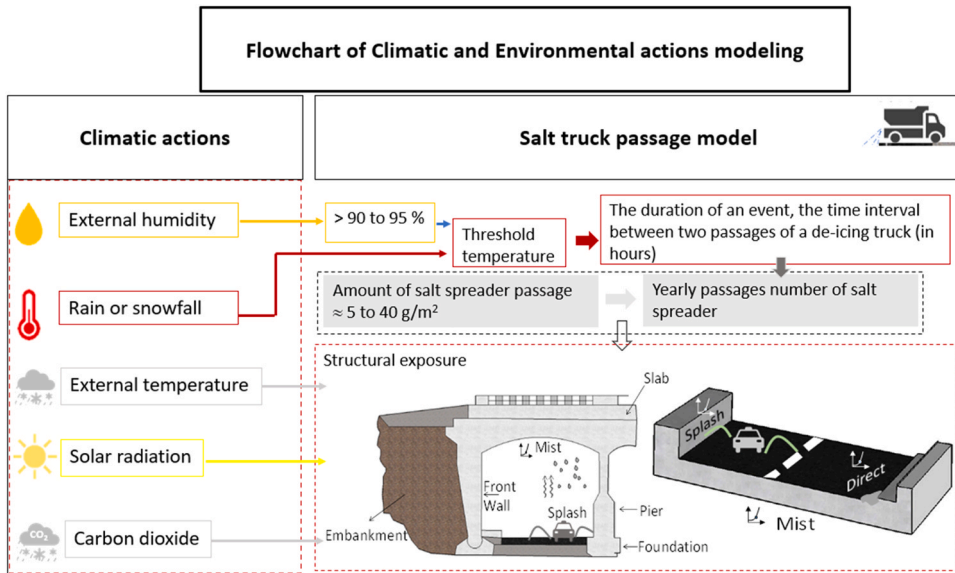 Flowchart of Climatic and Environmental actions modeling
Climatic actions
Salt truck passage model
External humidity
> 90 to 95 %
Threshold
temperature
The duration of an event, the time interval
between two passages of a de-icing truck (in
hours)
Rain or snowfall
Amount of salt spreader passage
≈ 5 to 40 g/m²
Yearly passages number of salt
spreader
External temperature
Solar radiation
CO₂
Carbon dioxide
Structural exposure
Slab
Mist
Front
Wall
Splash
Pier
Embankment
Foundation
Splash
Direct
Mist